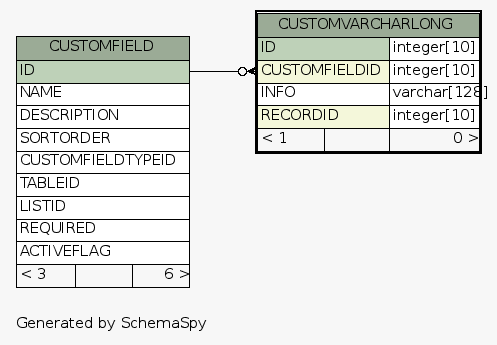 CUSTOMFIELD
ID
NAME
DESCRIPTION
SORTORDER
CUSTOMFIELDTYPEID
TABLEID
LISTID
REQUIRED
ACTIVEFLAG
< 3 6 >
CUSTOMVARCHARLONG
ID integer[10]
CUSTOMFIELDID integer[10]
INFO varchar[128]
RECORDID integer[10]
< 1 0 >
Generated by SchemaSpy